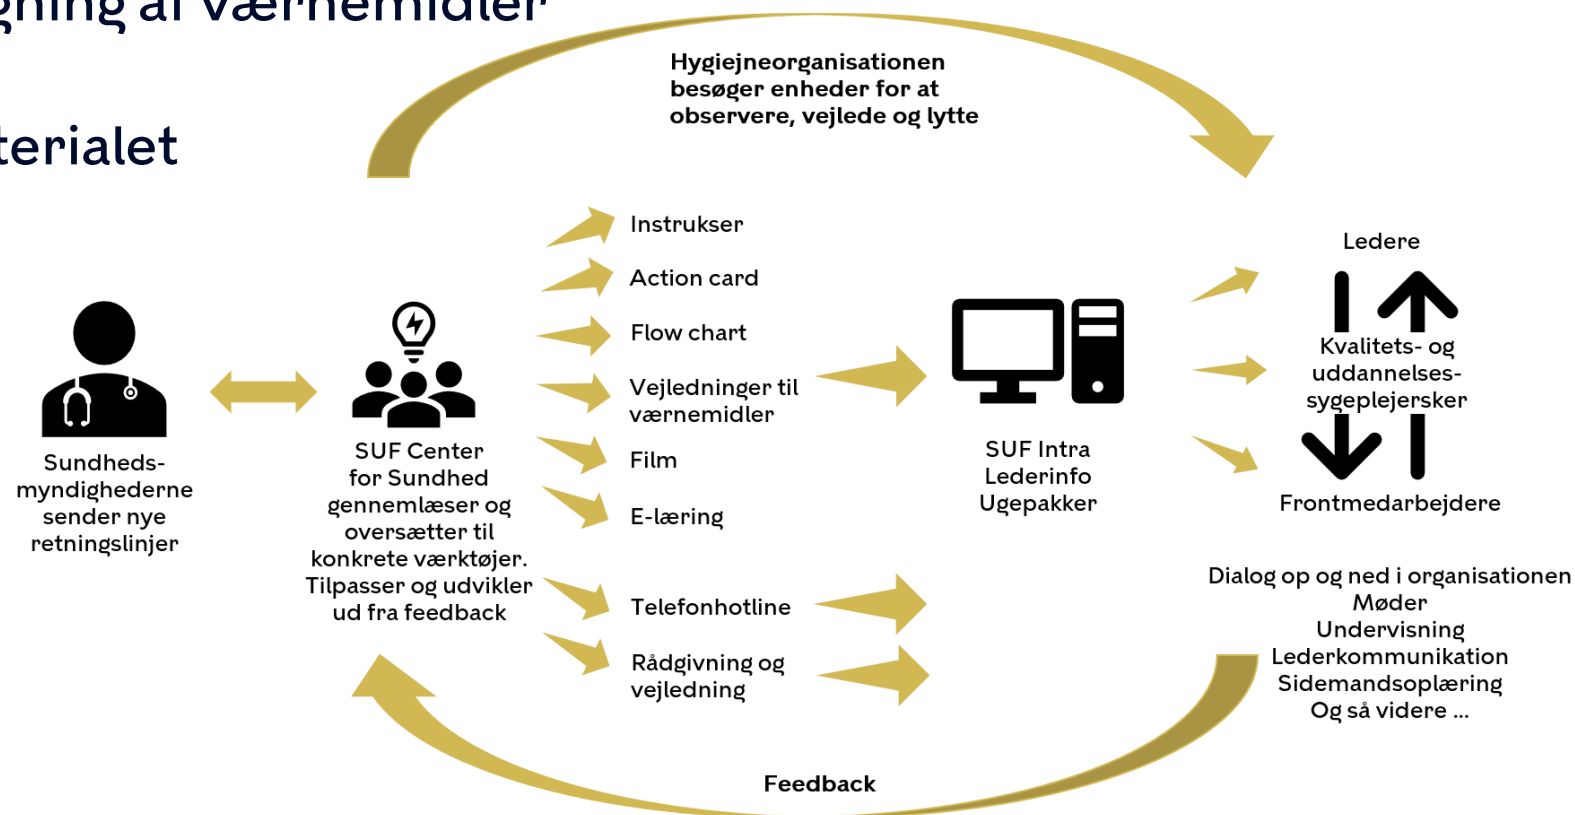 af værnemidler
Hygiejneorganisationen
besøger enheder for at
observere, vejlede og lytte
Instrukser
Action card
Flow chart
Vejledninger til
værnemidler
Film
E-læring
Telefonhotline
Rådgivning og
vejledning
Sundheds-
myndighederne
sender nye
retningslinjer
SUF Center
for Sundhed
gennemlæser og
oversætter til
konkrete værktøjer.
Tilpasser og udvikler
ud fra feedback
SUF Intra
Lederinfo
Ugepakker
Ledere
Kvalitets- og
uddannelses-
sygeplejersker
Frontmedarbejdere
Dialog op og ned i organisationen
Møder
Undervisning
Lederkommunikation
Sidemandsoplæring
Og så videre ...
Feedback